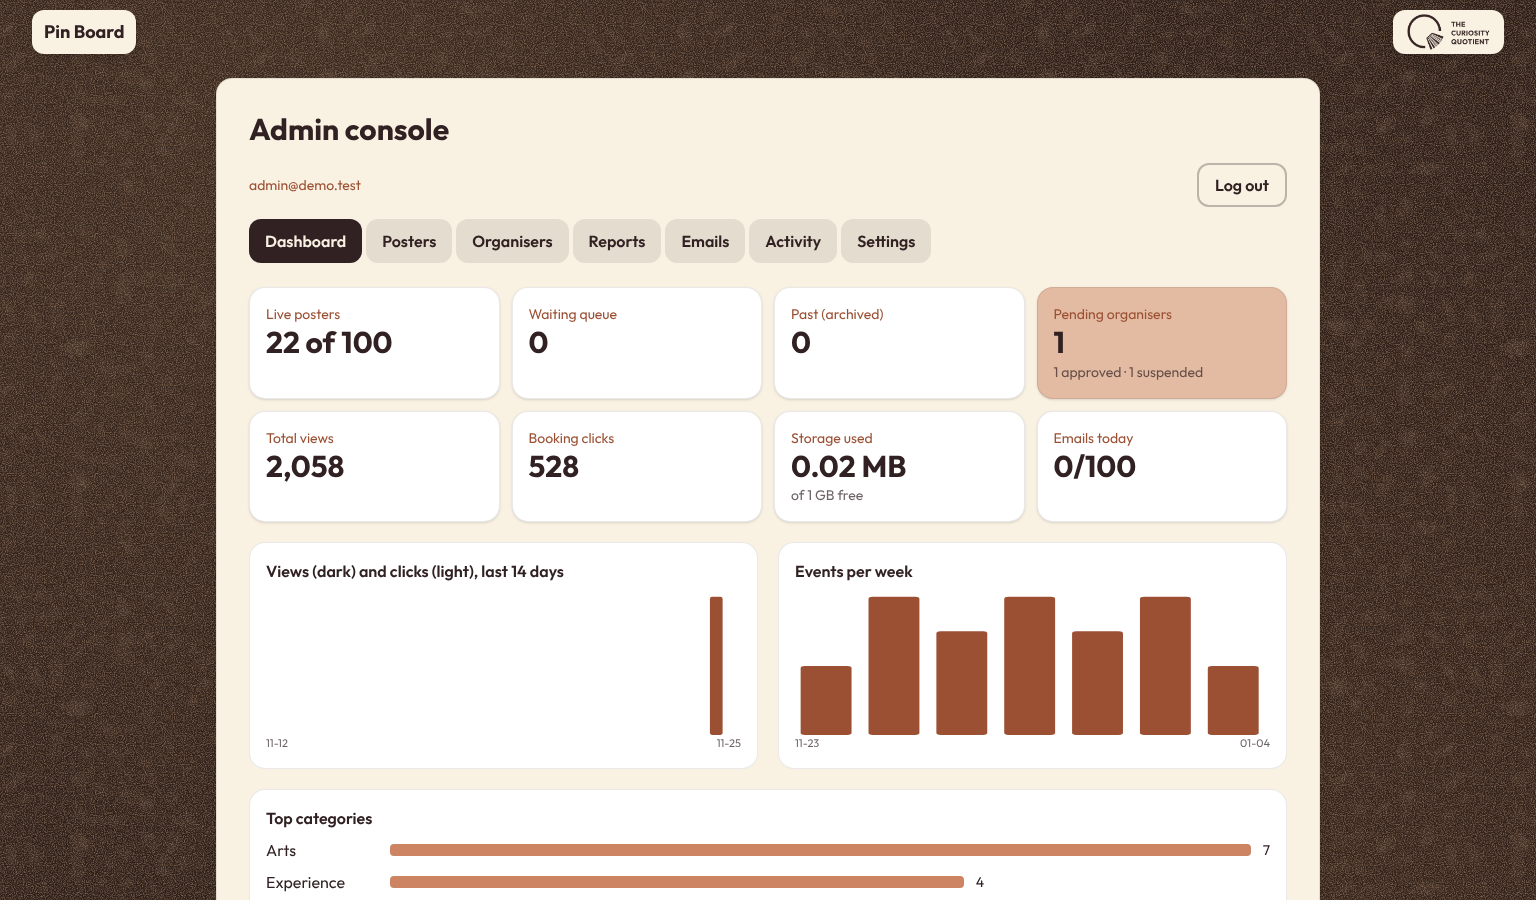 Pin Board
THE
CURIOSITY
QUOTIENT
Admin console
admin@demo.test
Log out
Dashboard
Posters
Organisers
Reports
Emails
Activity
Settings
Live posters
22 of 100
Waiting queue
0
Past (archived)
0
Pending organisers
1
1 approved · 1 suspended
Total views
2,058
Booking clicks
528
Storage used
0.02 MB
of 1 GB free
Emails today
0/100
Views (dark) and clicks (light), last 14 days
11-12
11-25
Events per week
11-23
01-04
Top categories
Arts
7
Experience
4